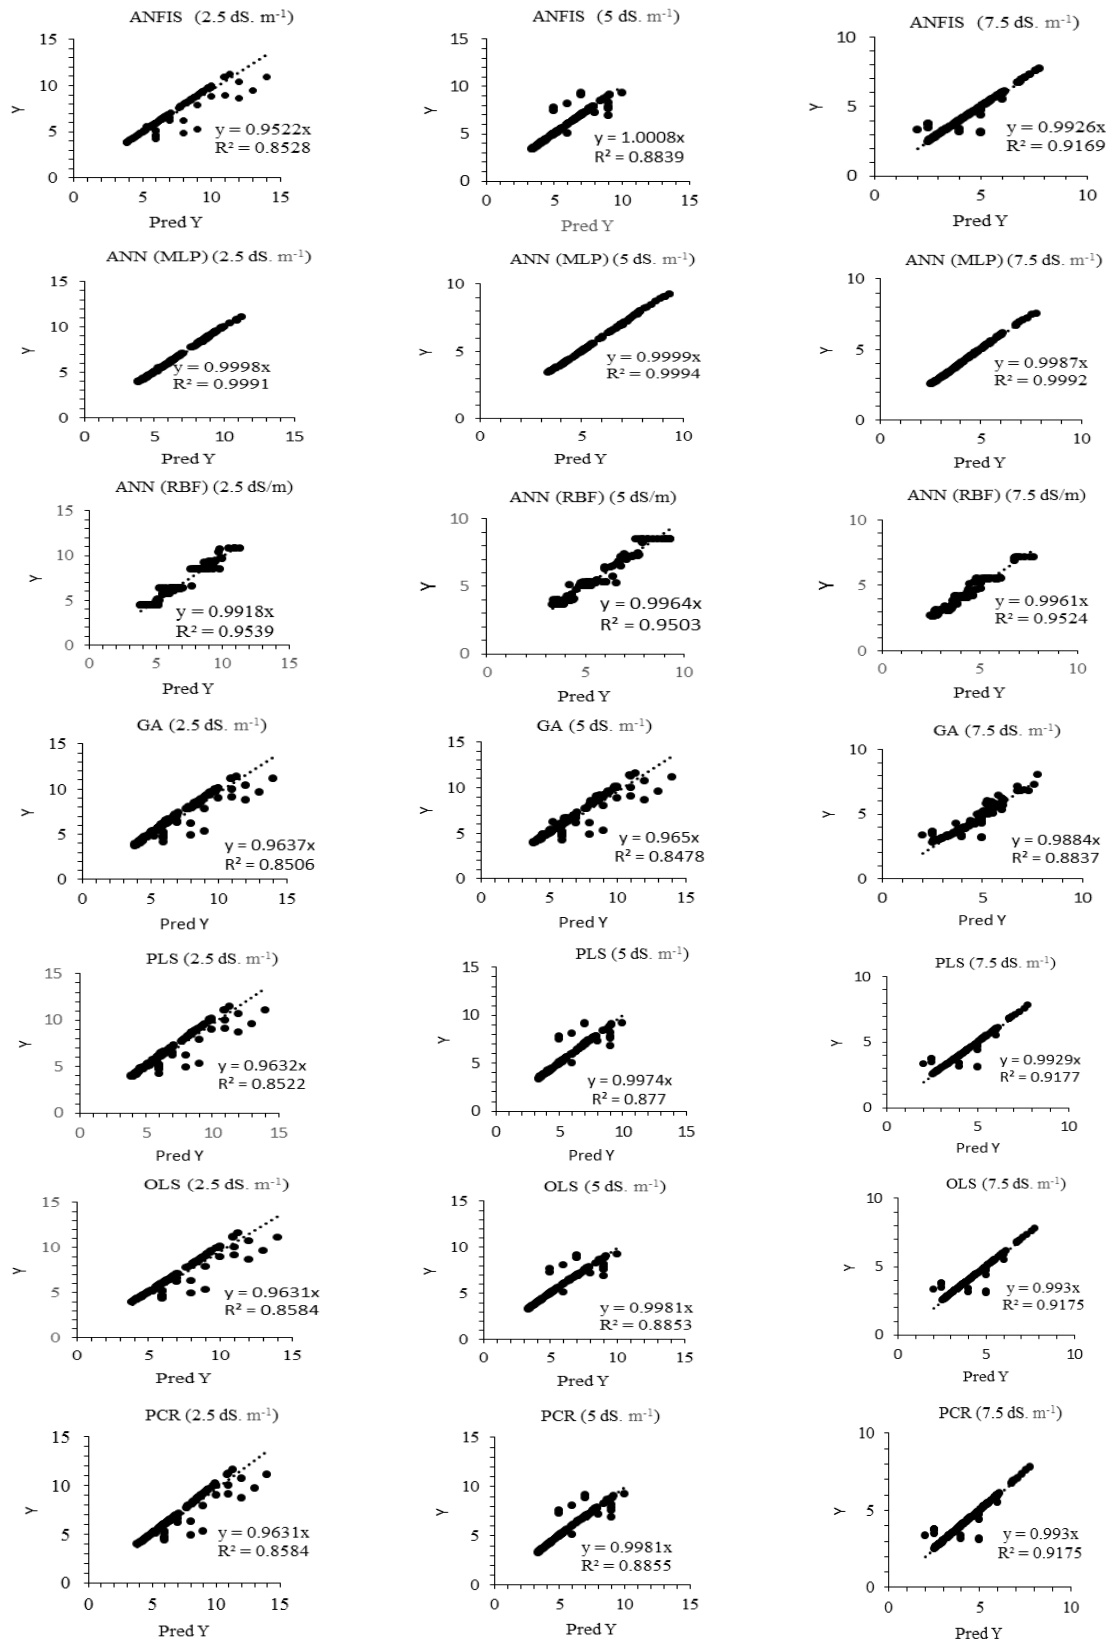 ANFIS (2.5 dS. m⁻¹)
15
10
5
0
0 5 10 15
Y
Pred Y
y = 0.9522x
R² = 0.8528
ANFIS (5 dS. m⁻¹)
15
10
5
0
0 5 10 15
Y
Pred Y
y = 1.0008x
R² = 0.8839
ANFIS (7.5 dS. m⁻¹)
10
5
0
0 5 10
Y
Pred Y
y = 0.9926x
R² = 0.9169
ANN (MLP) (2.5 dS. m⁻¹)
15
10
5
0
0 5 10 15
Y
Pred Y
y = 0.9998x
R² = 0.9991
ANN (MLP) (5 dS. m⁻¹)
10
5
0
0 5 10
Y
Pred Y
y = 0.9999x
R² = 0.9994
ANN (MLP) (7.5 dS. m⁻¹)
10
5
0
0 5 10
Y
Pred Y
y = 0.9987x
R² = 0.9992
ANN (RBF) (2.5 dS/m)
15
10
5
0
0 5 10 15
Y
Pred Y
y = 0.9918x
R² = 0.9539
ANN (RBF) (5 dS/m)
10
5
0
0 5 10
Y
Pred Y
y = 0.9964x
R² = 0.9503
ANN (RBF) (7.5 dS/m)
10
5
0
0 5 10
Y
Pred Y
y = 0.9961x
R² = 0.9524
GA (2.5 dS. m⁻¹)
15
10
5
0
0 5 10 15
Y
Pred Y
y = 0.9637x
R² = 0.8506
GA (5 dS. m⁻¹)
15
10
5
0
0 5 10 15
Y
Pred Y
y = 0.965x
R² = 0.8478
GA (7.5 dS. m⁻¹)
10
5
0
0 5 10
Y
Pred Y
y = 0.9884x
R² = 0.8837
PLS (2.5 dS. m⁻¹)
15
10
5
0
0 5 10 15
Y
Pred Y
y = 0.9632x
R² = 0.8522
PLS (5 dS. m⁻¹)
15
10
5
0
0 5 10 15
Y
Pred Y
y = 0.9974x
R² = 0.877
PLS (7.5 dS. m⁻¹)
10
5
0
0 5 10
Y
Pred Y
y = 0.9929x
R² = 0.9177
OLS (2.5 dS. m⁻¹)
15
10
5
0
0 5 10 15
Y
Pred Y
y = 0.9631x
R² = 0.8584
OLS (5 dS. m⁻¹)
15
10
5
0
0 5 10 15
Y
Pred Y
y = 0.9981x
R² = 0.8853
OLS (7.5 dS. m⁻¹)
10
5
0
0 5 10
Y
Pred Y
y = 0.993x
R² = 0.9175
PCR (2.5 dS. m⁻¹)
15
10
5
0
0 5 10 15
Y
Pred Y
y = 0.9631x
R² = 0.8584
PCR (5 dS. m⁻¹)
15
10
5
0
0 5 10 15
Y
Pred Y
y = 0.9981x
R² = 0.8855
PCR (7.5 dS. m⁻¹)
10
5
0
0 5 10
Y
Pred Y
y = 0.993x
R² = 0.9175